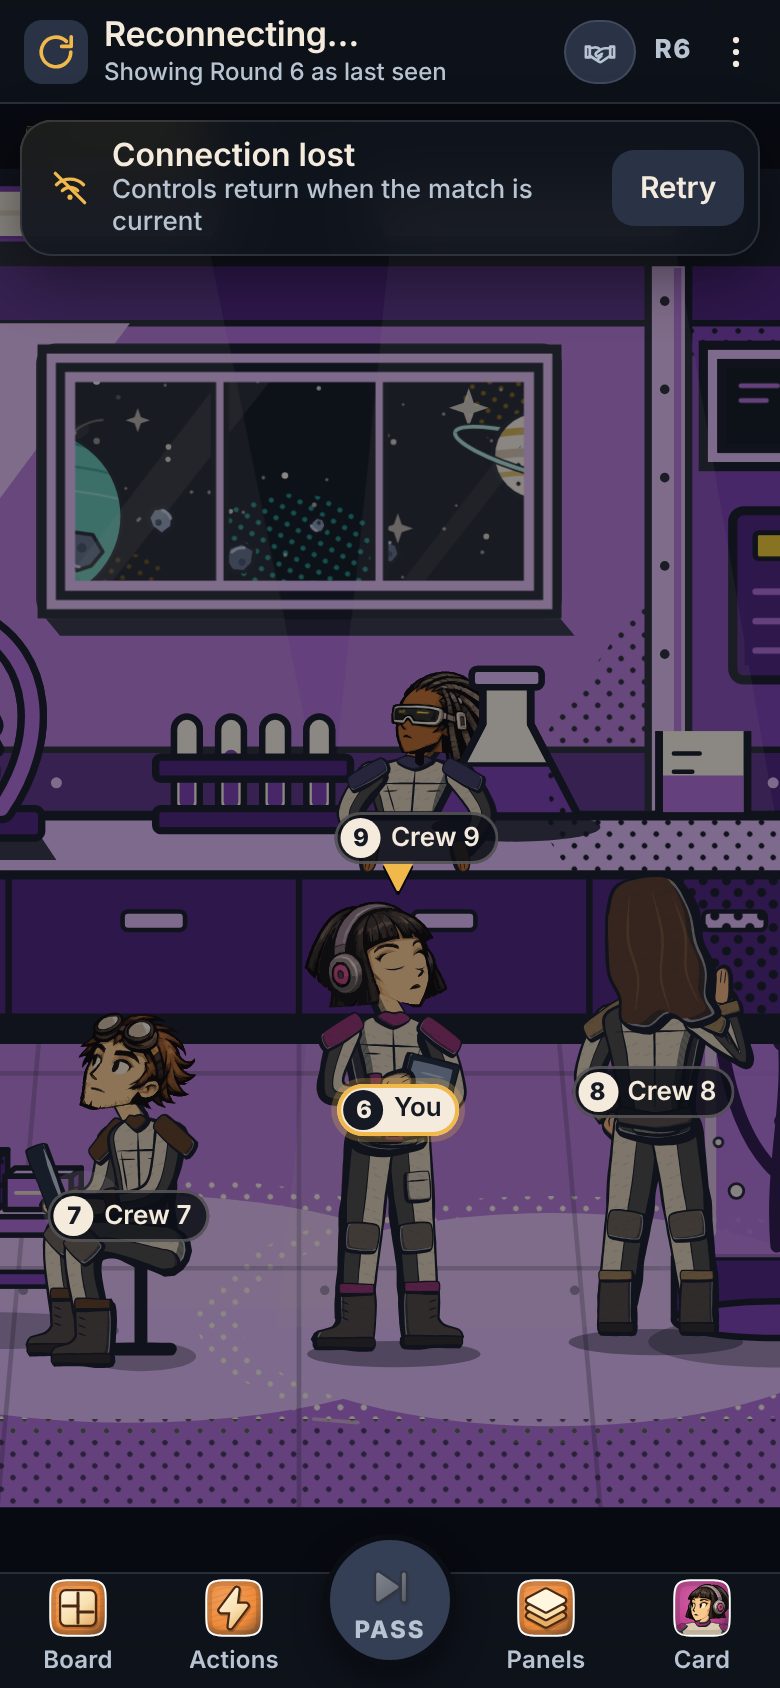 Reconnecting...
Showing Round 6 as last seen
R6
Connection lost
Controls return when the match is
current
Retry
9 Crew 9
6 You
8 Crew 8
7 Crew 7
PASS
Board
Actions
Panels
Card